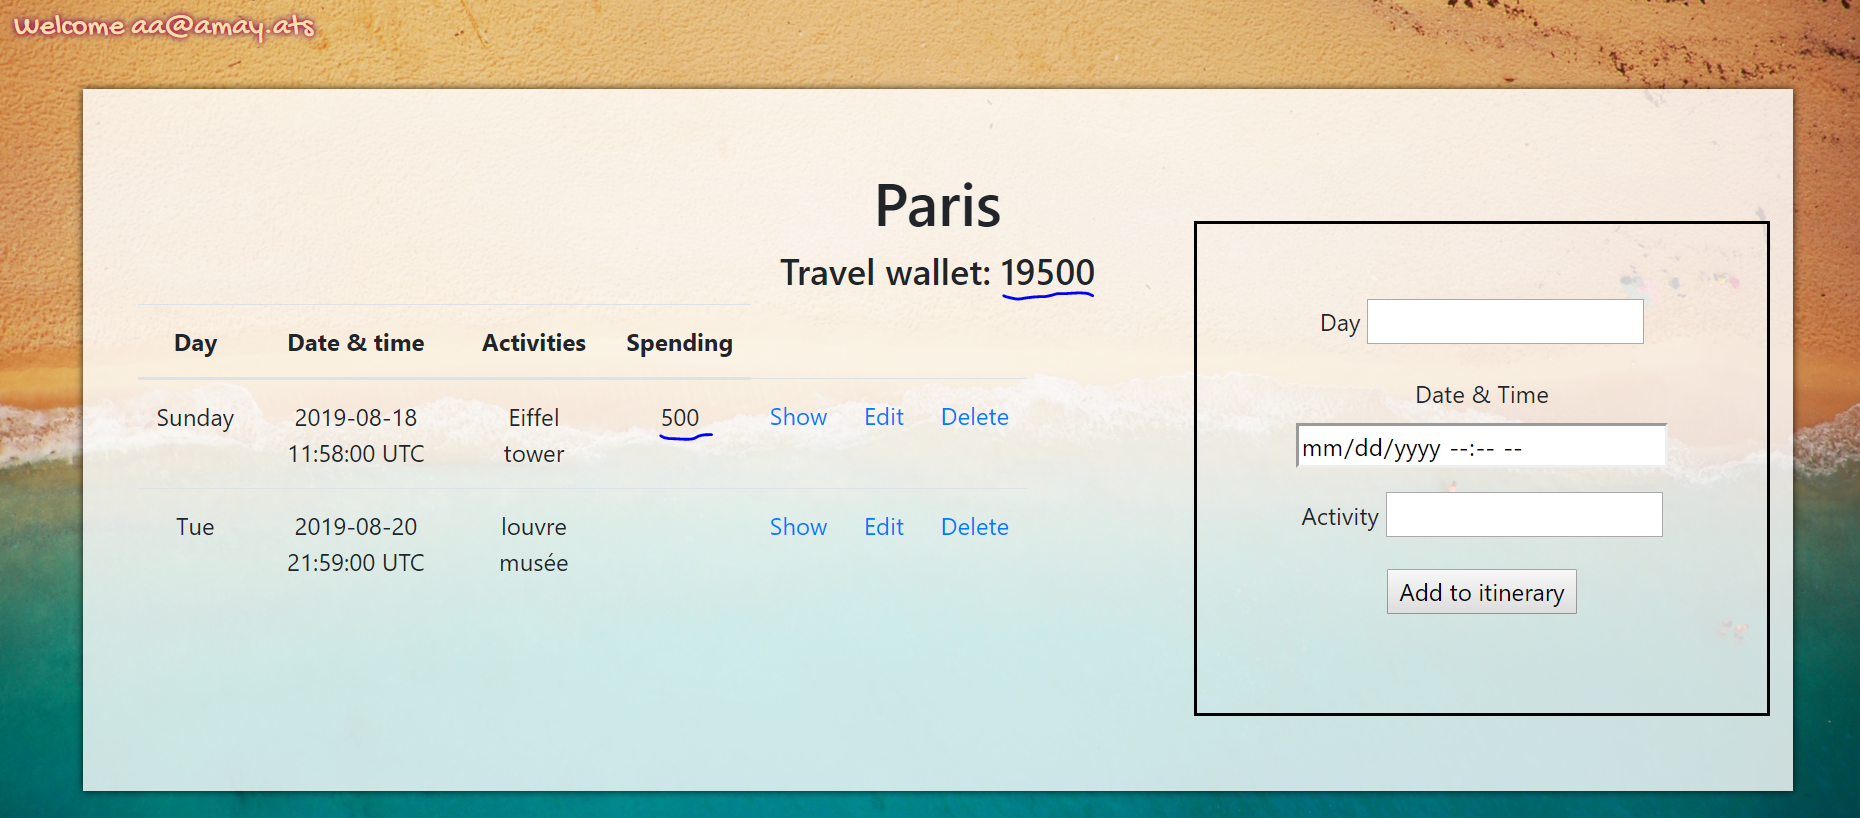 Welcome aa@amay.ats
Paris
Travel wallet: 19500
Day Date & time Activities Spending
Sunday 2019-08-18 Eiffel 500 Show Edit Delete
11:58:00 UTC tower
Tue 2019-08-20 louvre Show Edit Delete
21:59:00 UTC musée
Day
Date & Time
mm/dd/yyyy --:-- --
Activity
Add to itinerary